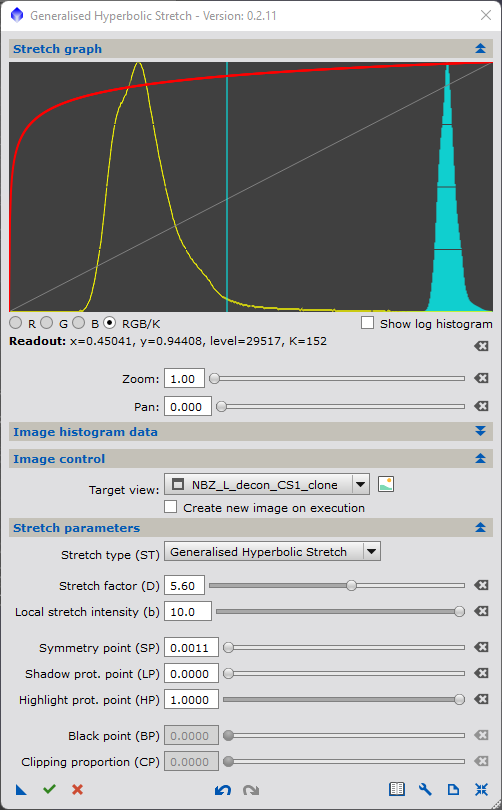 Generalised Hyperbolic Stretch - Version: 0.2.11
Stretch graph
R G B RGB/K Show log histogram
Readout: x=0.45041, y=0.94408, level=29517, K=152
Zoom: 1.00
Pan: 0.000
Image histogram data
Image control
Target view: NBZ_L_decon_CS1_clone
Create new image on execution
Stretch parameters
Stretch type (ST) Generalised Hyperbolic Stretch
Stretch factor (D) 5.60
Local stretch intensity (b) 10.0
Symmetry point (SP) 0.0011
Shadow prot. point (LP) 0.0000
Highlight prot. point (HP) 1.0000
Black point (BP) 0.0000
Clipping proportion (CP) 0.0000